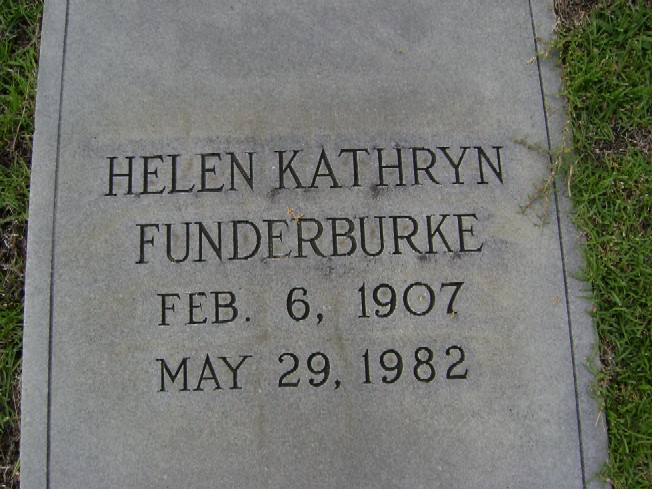 HELEN KATHRYN
FUNDERBURKE
FEB. 6, 1907
MAY 29, 1982